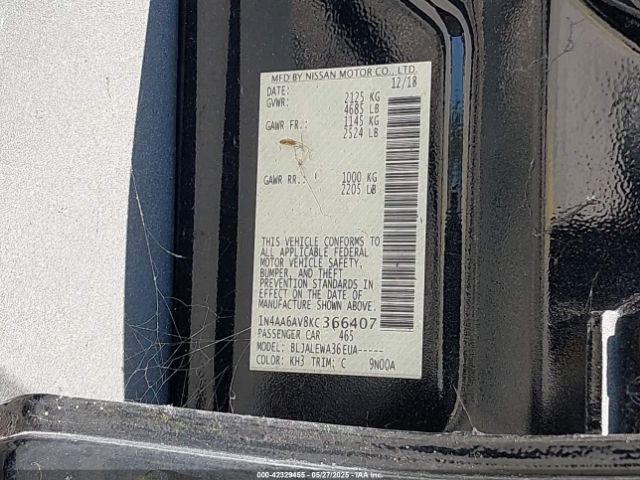 MFD BY NISSAN MOTOR CO., LTD.
DATE: 12/18
GVWR: 2125 KG
4685 LB
GAWR FR.: 1145 KG
2524 LB
GAWR RR.: 1000 KG
2205 LB
THIS VEHICLE CONFORMS TO
ALL APPLICABLE FEDERAL
MOTOR VEHICLE SAFETY,
BUMPER, AND THEFT
PREVENTION STANDARDS IN
EFFECT ON THE DATE OF
MANUFACTURE SHOWN ABOVE.
1N4AA6AV8KC366407
PASSENGER CAR 465
MODEL: BLJALEWA36EUA-----
COLOR: KH3 TRIM: C 9N00A
000-42329455 - 05/27/2025 - IAA Inc.